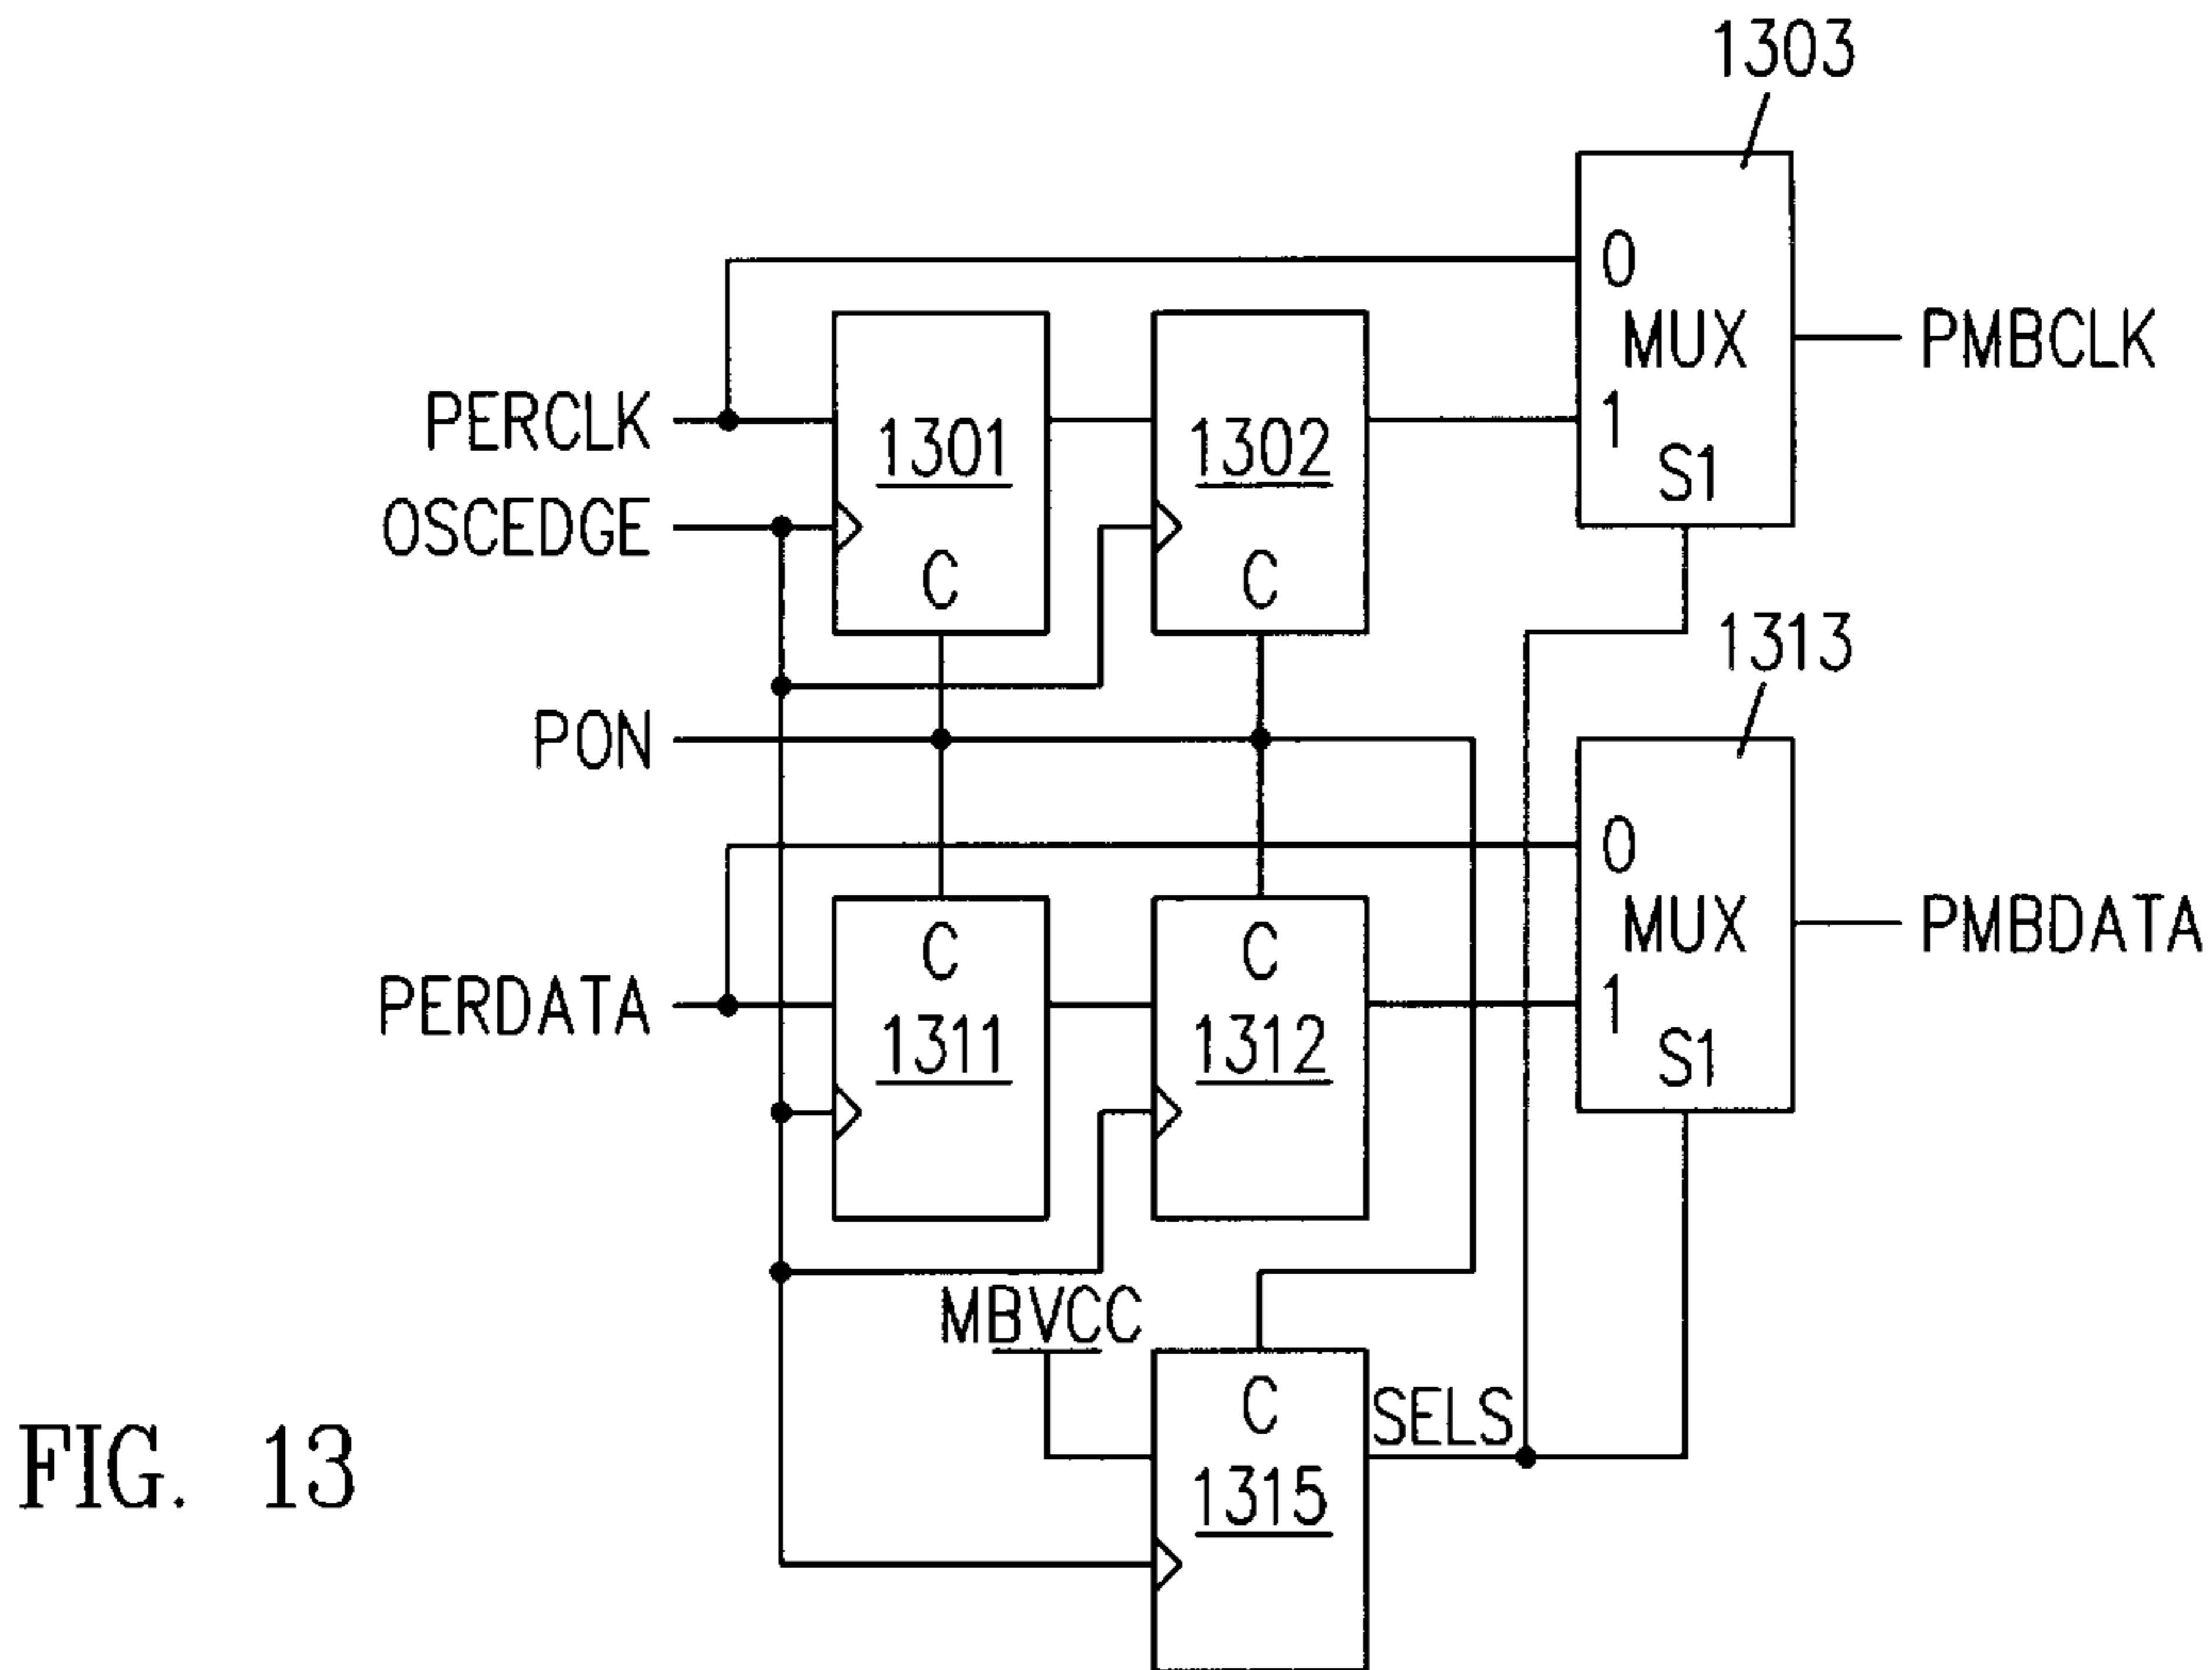 1303
0
MUX
1
S1
PMBCLK
PERCLK
1301
1302
OSCEDGE
C
C
1313
PON
0
MUX
1
S1
PMBDATA
C
C
PERDATA
1311
1312
MBVCC
C
SELS
1315
FIG. 13